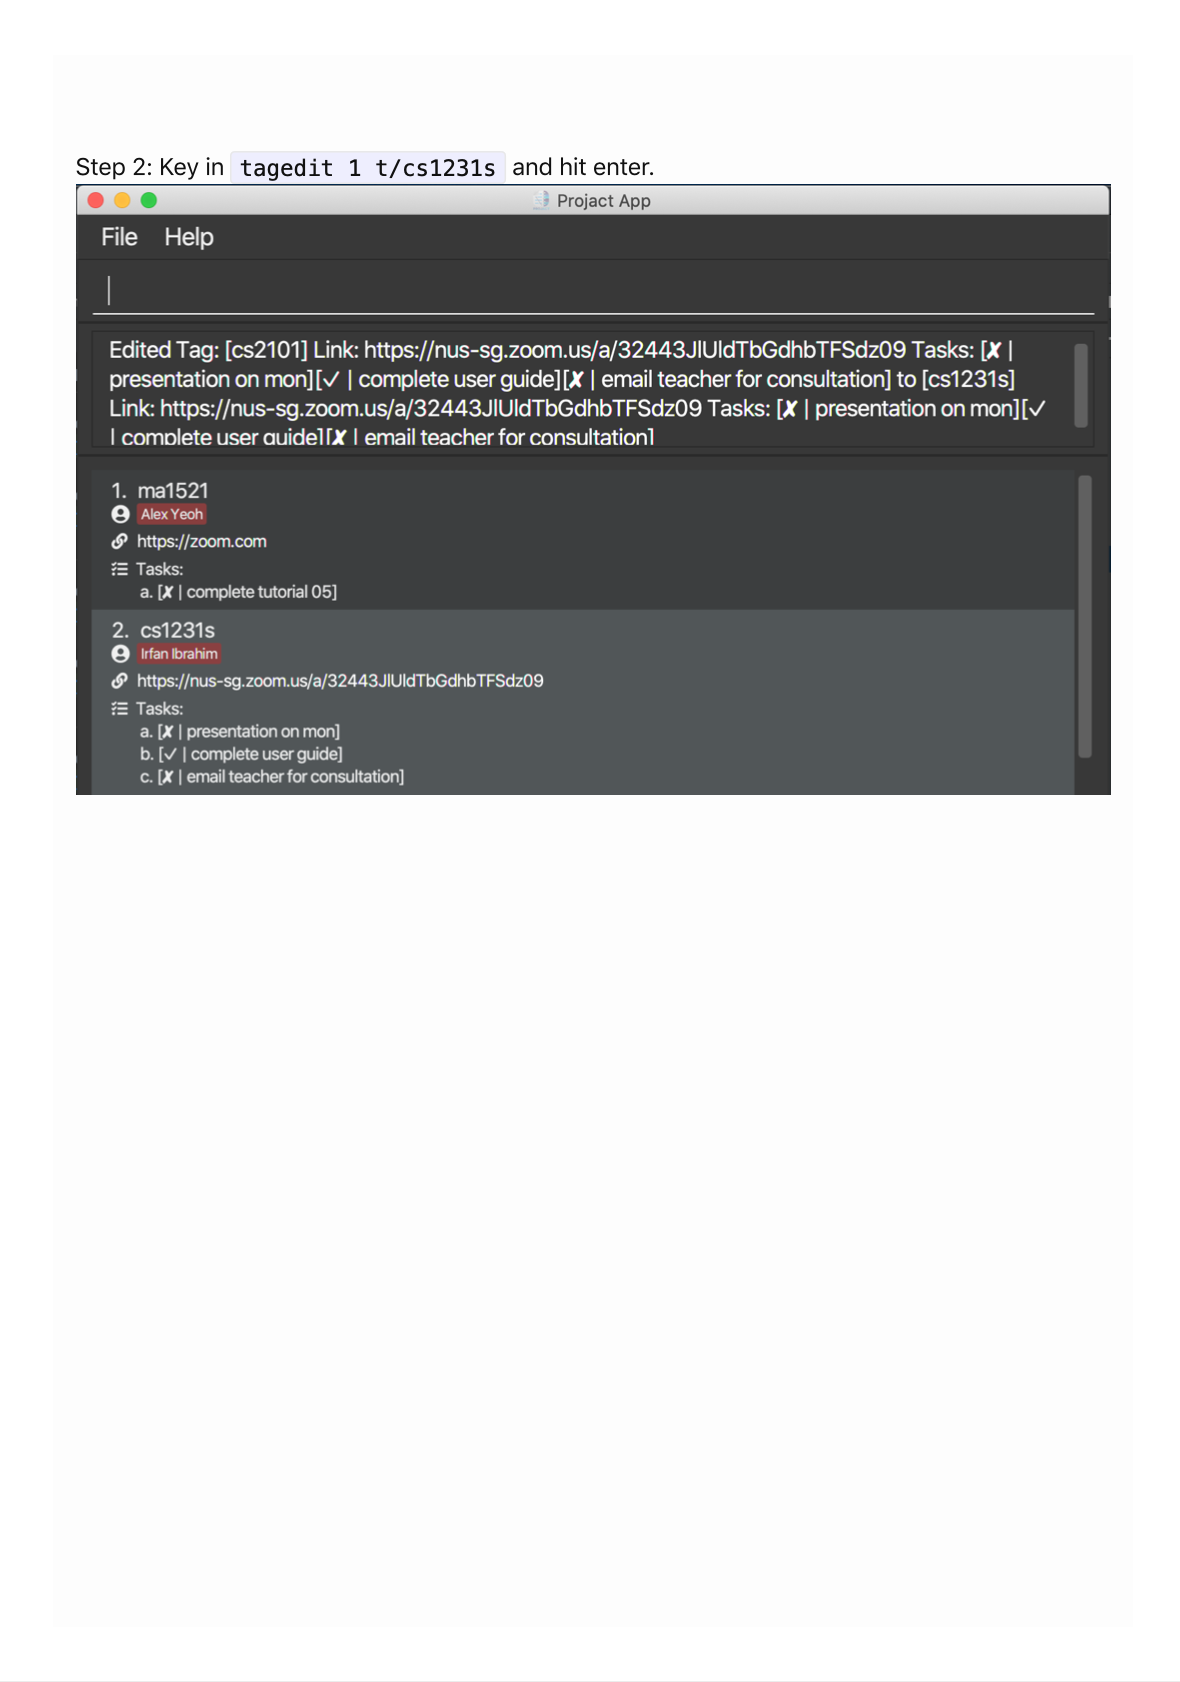 Step 2: Key in tagedit 1 t/cs1231s and hit enter.
Projact App
File Help
Edited Tag: [cs2101] Link: https://nus-sg.zoom.us/a/32443JlUldTbGdhbTFSdz09 Tasks: [✘ |
presentation on mon][✓ | complete user guide][✘ | email teacher for consultation] to [cs1231s]
Link: https://nus-sg.zoom.us/a/32443JlUldTbGdhbTFSdz09 Tasks: [✘ | presentation on mon][✓
| complete user guide][✘ | email teacher for consultation]
1. ma1521
Alex Yeoh
https://zoom.com
Tasks:
a. [✘ | complete tutorial 05]
2. cs1231s
Irfan Ibrahim
https://nus-sg.zoom.us/a/32443JlUldTbGdhbTFSdz09
Tasks:
a. [✘ | presentation on mon]
b. [✓ | complete user guide]
c. [✘ | email teacher for consultation]